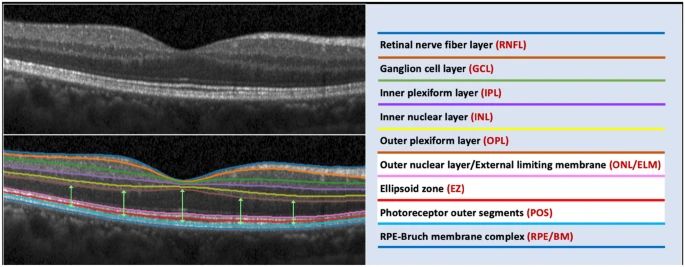 Retinal nerve fiber layer (RNFL)
Ganglion cell layer (GCL)
Inner plexiform layer (IPL)
Inner nuclear layer (INL)
Outer plexiform layer (OPL)
Outer nuclear layer/External limiting membrane (ONL/ELM)
Ellipsoid zone (EZ)
Photoreceptor outer segments (POS)
RPE-Bruch membrane complex (RPE/BM)